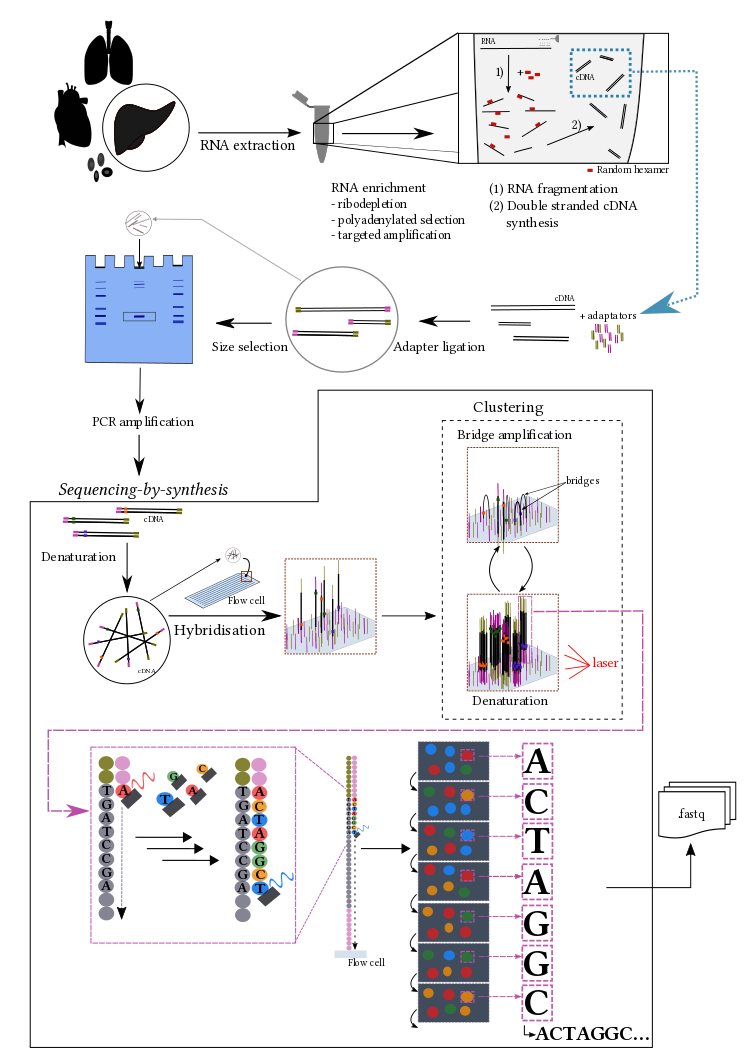 RNA
1)
+
cDNA
2)
RNA extraction
Random hexamer
RNA enrichment
- ribodepletion
- polyadenylated selection
- targeted amplification
(1) RNA fragmentation
(2) Double stranded cDNA
synthesis
cDNA
+ adaptators
Size selection
Adapter ligation
PCR amplification
Clustering
Bridge amplification
bridges
Sequencing-by-synthesis
cDNA
Denaturation
Flow cell
Hybridisation
cDNA
laser
Denaturation
T A
G
A
T
C
C
G
A
T
G
A
C
T A
G C
A T
T A
C G
C G
G C
A T
Flow cell
A
C
T
A
G
G
C
ACTAGGC...
.fastq